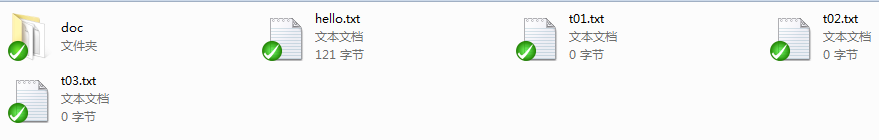 doc
文件夹
hello.txt
文本文档
121 字节
t01.txt
文本文档
0 字节
t02.txt
文本文档
0 字节
t03.txt
文本文档
0 字节